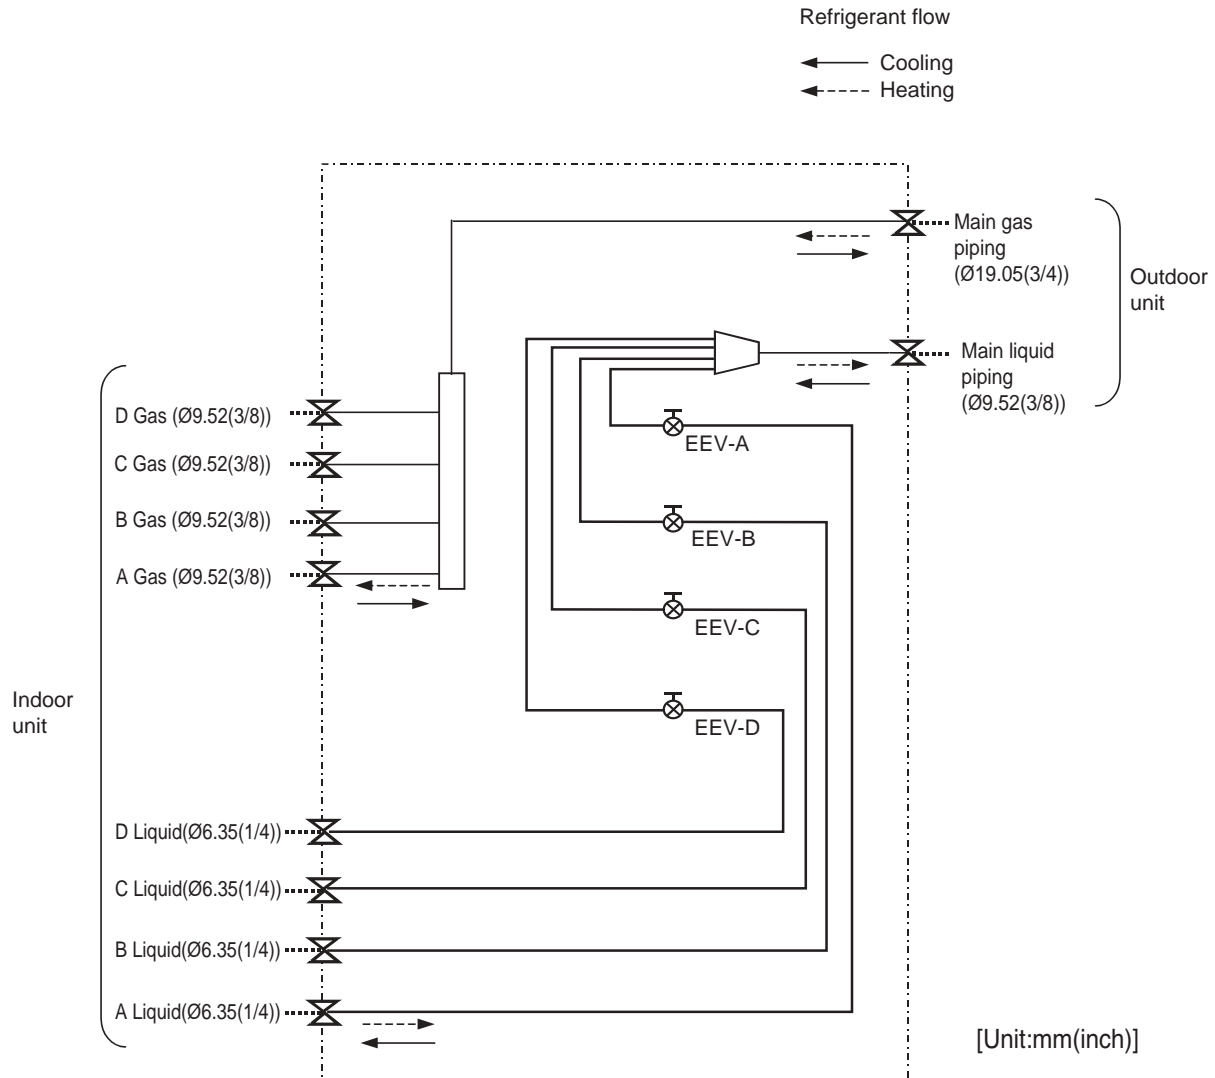 Refrigerant flow
Cooling
Heating
Main gas
piping
(Ø19.05(3/4))
Outdoor
unit
Main liquid
piping
(Ø9.52(3/8))
D Gas (Ø9.52(3/8))
C Gas (Ø9.52(3/8))
B Gas (Ø9.52(3/8))
A Gas (Ø9.52(3/8))
EEV-A
EEV-B
EEV-C
EEV-D
Indoor
unit
D Liquid(Ø6.35(1/4))
C Liquid(Ø6.35(1/4))
B Liquid(Ø6.35(1/4))
A Liquid(Ø6.35(1/4))
[Unit:mm(inch)]